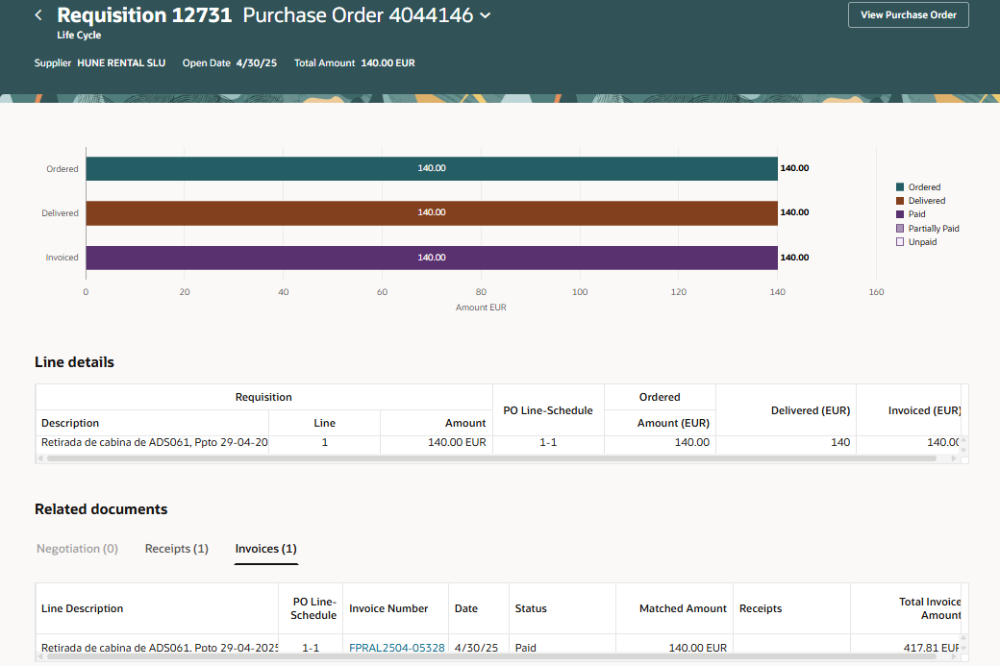 Requisition 12731 Purchase Order 4044146
View Purchase Order
Life Cycle
Supplier HUNE RENTAL SLU Open Date 4/30/25 Total Amount 140.00 EUR
Ordered 140.00 140.00
Delivered 140.00 140.00
Invoiced 140.00 140.00
0 20 40 60 80 100 120 140 160
Amount EUR
Ordered
Delivered
Paid
Partially Paid
Unpaid
Line details
Requisition PO Line-Schedule Ordered Delivered (EUR) Invoiced (EUR)
Description Line Amount Amount (EUR)
Retirada de cabina de ADS061, Ppto 29-04-20 1 140.00 EUR 1-1 140.00 140 140.00
Related documents
Negotiation (0) Receipts (1) Invoices (1)
Line Description PO Line-Schedule Invoice Number Date Status Matched Amount Receipts Total Invoice Amount
Retirada de cabina de ADS061, Ppto 29-04-2025 1-1 FPRAL2504-05328 4/30/25 Paid 140.00 EUR 417.81 EUR